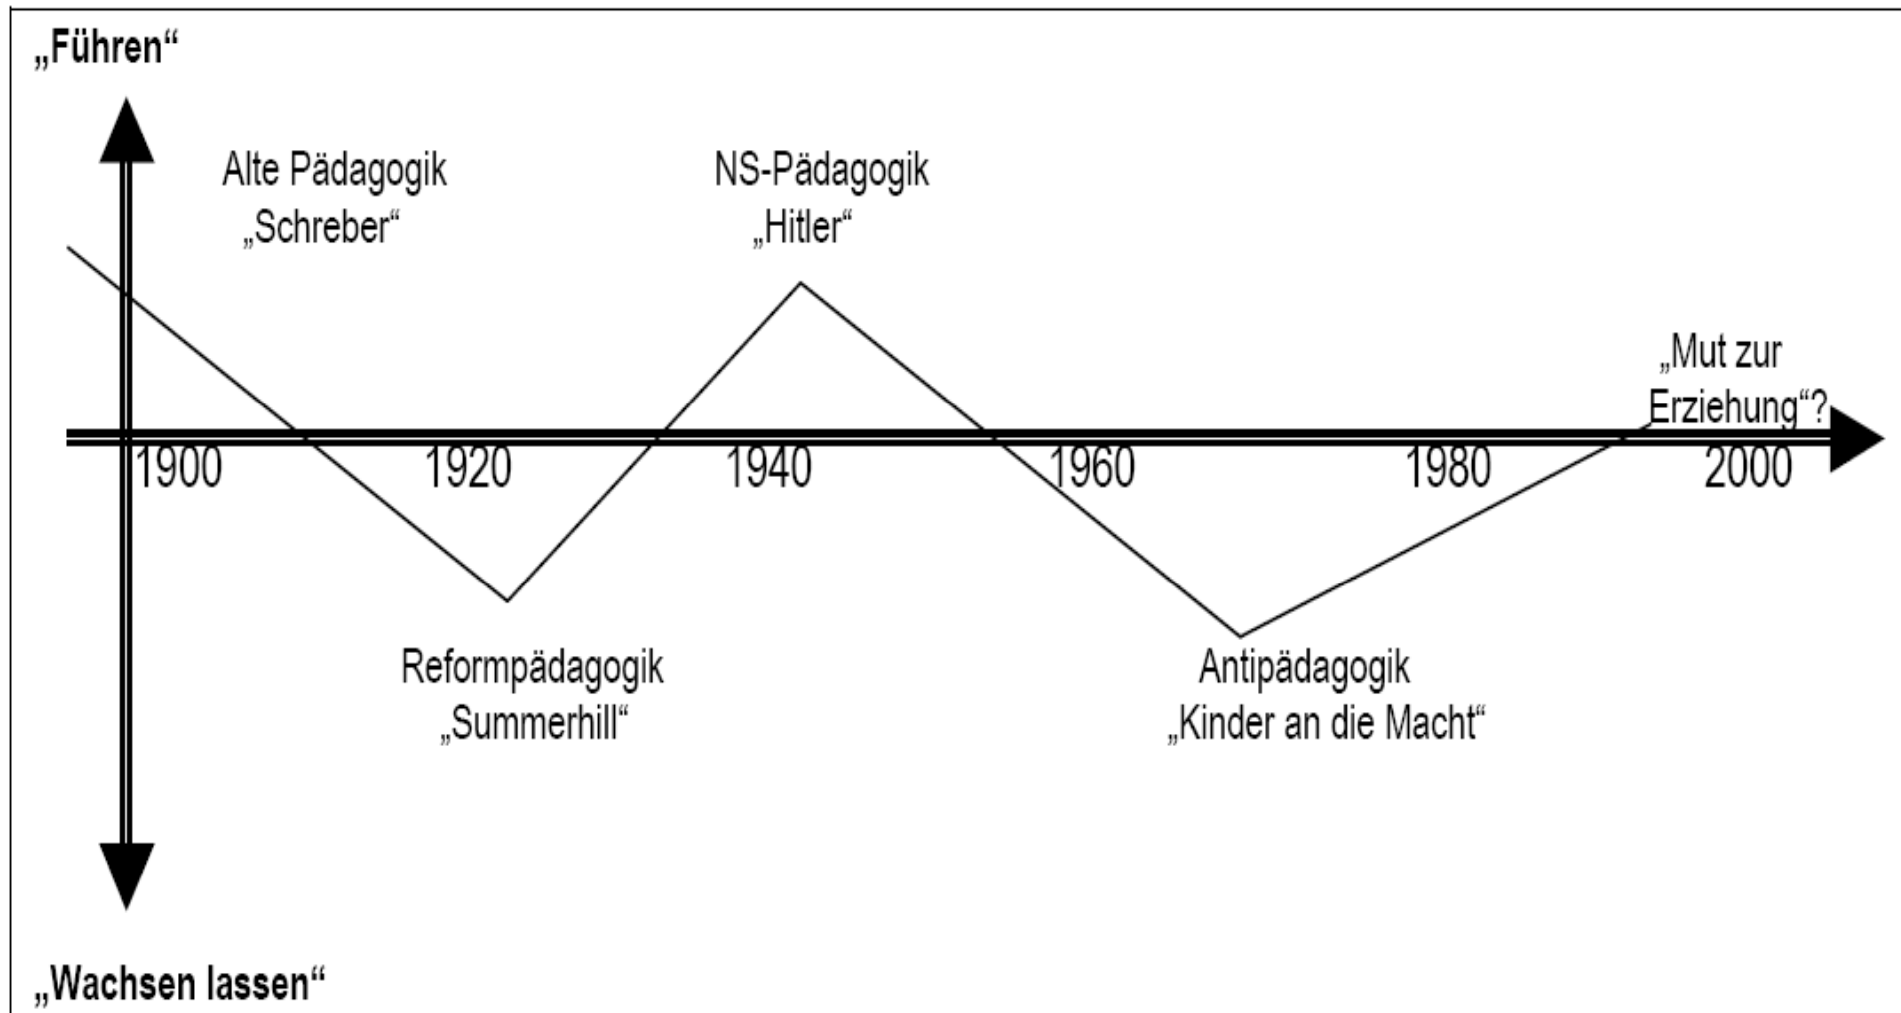 „Führen“
Alte Pädagogik
„Schreber“
NS-Pädagogik
„Hitler“
„Mut zur
Erziehung“?
1900 1920 1940 1960 1980 2000
Reformpädagogik
„Summerhill“
Antipädagogik
„Kinder an die Macht“
„Wachsen lassen“